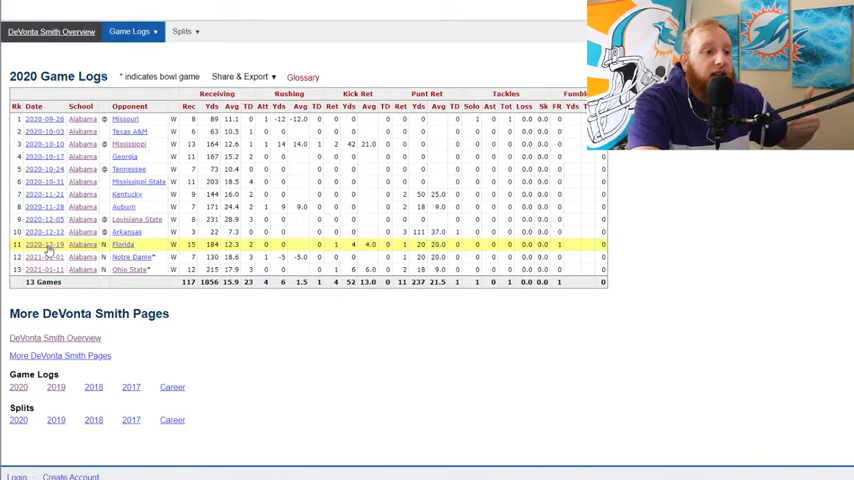 DeVonta Smith Overview Game Logs ▾ Splits ▾
2020 Game Logs * indicates bowl game Share & Export ▼ Glossary
Receiving Rushing Kick Ret Punt Ret Tackles Fumb
Rk Date School Opponent Rec Yds Avg TD Att Yds Avg TD Ret Yds Avg TD Ret Yds Avg TD Solo Ast Tot Loss Sk FR Yds T
1 2020-09-26 Alabama @ Missouri W 8 89 11.1 2 1 -12 -12.0 0 0 0 0 0 0 0 1 0 1 0.0 0.0 0
2 2020-10-03 Alabama Texas A&M W 6 63 10.5 1 0 0 0 0 0 0 0 0 0 0 0 0 0.0 0.0 0
3 2020-10-10 Alabama @ Mississippi W 13 164 12.6 1 1 14 14.0 1 2 42 21.0 0 0 0 0 0 0 0 0.0 0.0 0
4 2020-10-17 Alabama Georgia W 11 167 15.2 2 0 0 0 0 0 0 0 0 0 0 0 0 0.0 0.0 0
5 2020-10-24 Alabama @ Tennessee W 7 73 10.4 0 0 0 0 0 0 0 0 0 0 0 0 0.0 0.0 0
6 2020-10-31 Alabama Mississippi State W 11 203 18.5 4 0 0 0 0 0 0 0 0 0 0 0 0 0.0 0.0 0
7 2020-11-21 Alabama Kentucky W 9 144 16.0 2 0 0 0 0 0 0 2 50 25.0 0 0 0 0 0.0 0.0 0
8 2020-11-28 Alabama Auburn W 8 171 21.4 2 1 9 9.0 0 0 0 0 2 18 9.0 0 0 0 0 0.0 0.0 0
9 2020-12-05 Alabama @ Louisiana State W 8 231 28.9 3 0 0 0 0 0 0 0 0 0 0 0 0 0.0 0.0 0
10 2020-12-12 Alabama @ Arkansas W 3 22 7.3 0 0 0 0 0 0 0 3 111 37.0 1 0 0 0 0.0 0.0 0
11 2020-12-19 Alabama N Florida W 15 184 12.3 2 0 0 0 1 4 4.0 0 1 20 20.0 0 0 0 0 0.0 0.0 1
12 2021-01-01 Alabama N Notre Dame* W 7 130 18.6 3 1 -5 -5.0 0 0 0 0 1 20 20.0 0 0 0 0 0.0 0.0 0
13 2021-01-11 Alabama N Ohio State* W 12 215 17.9 3 0 0 0 1 6 6.0 0 2 18 9.0 0 0 0 0 0.0 0.0 0
13 Games 117 1856 15.9 23 4 6 1.5 1 4 52 13.0 0 11 237 21.5 1 1 0 1 0.0 0.0 1
More DeVonta Smith Pages
DeVonta Smith Overview
More DeVonta Smith Pages
Game Logs
2020 2019 2018 2017 Career
Splits
2020 2019 2018 2017 Career
Login · Create Account